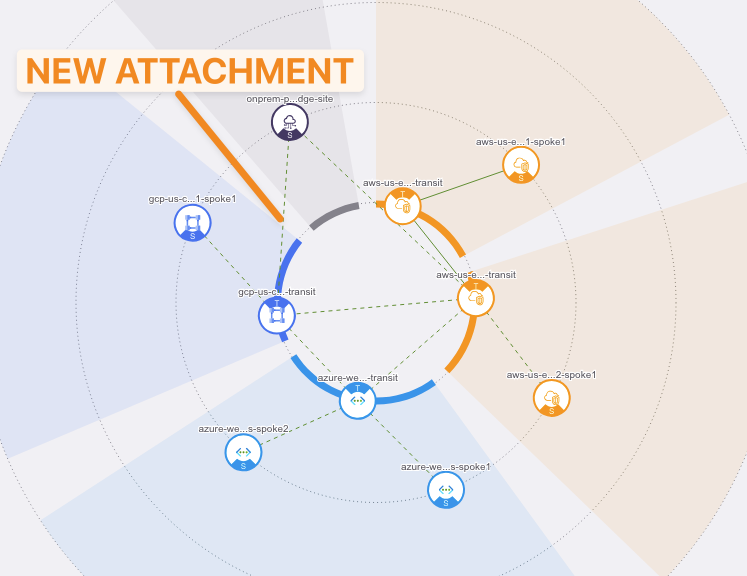 NEW ATTACHMENT
onprem-p...dge-site
S
aws-us-e...1-spoke1
S
aws-us-e...-transit
T
gcp-us-c...1-spoke1
S
aws-us-e...-transit
T
gcp-us-c...-transit
T
aws-us-e...2-spoke1
S
azure-we...-transit
T
azure-we...s-spoke2
S
azure-we...s-spoke1
S